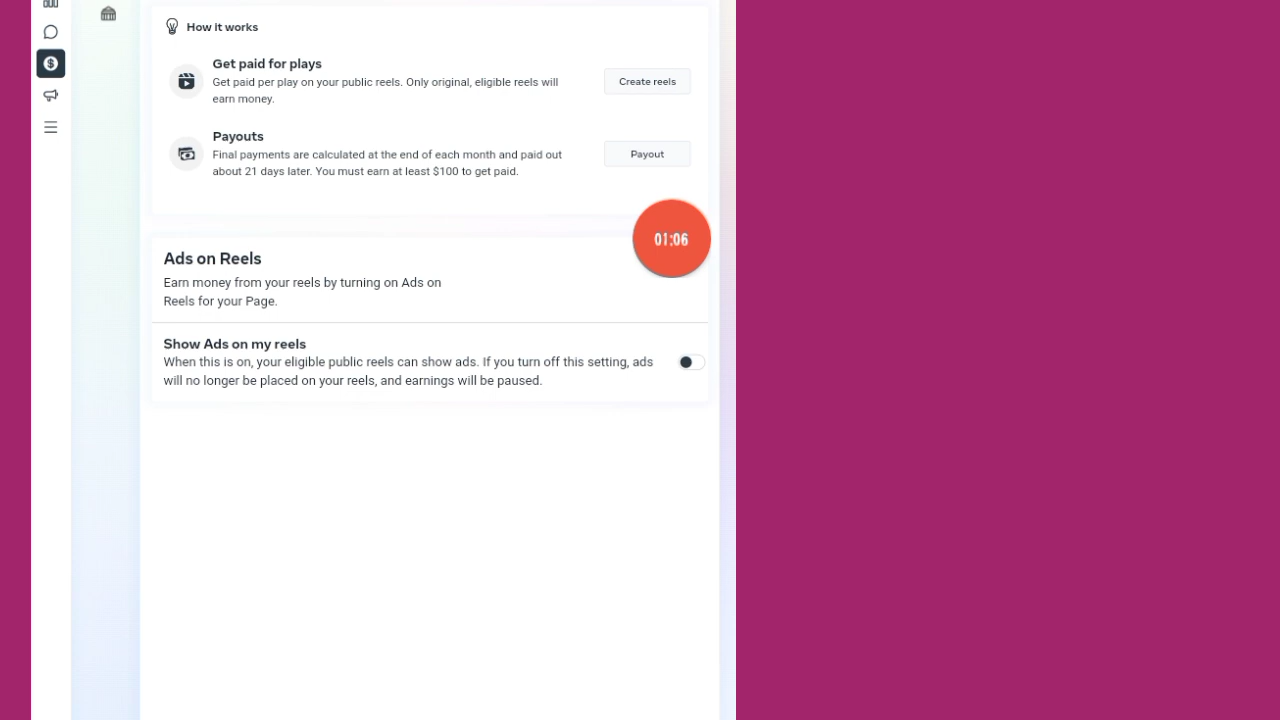 How it works
Get paid for plays
Get paid per play on your public reels. Only original, eligible reels will
earn money.
Create reels
Payouts
Final payments are calculated at the end of each month and paid out
about 21 days later. You must earn at least $100 to get paid.
Payout
01:06
Ads on Reels
Earn money from your reels by turning on Ads on
Reels for your Page.
Show Ads on my reels
When this is on, your eligible public reels can show ads. If you turn off this setting, ads
will no longer be placed on your reels, and earnings will be paused.